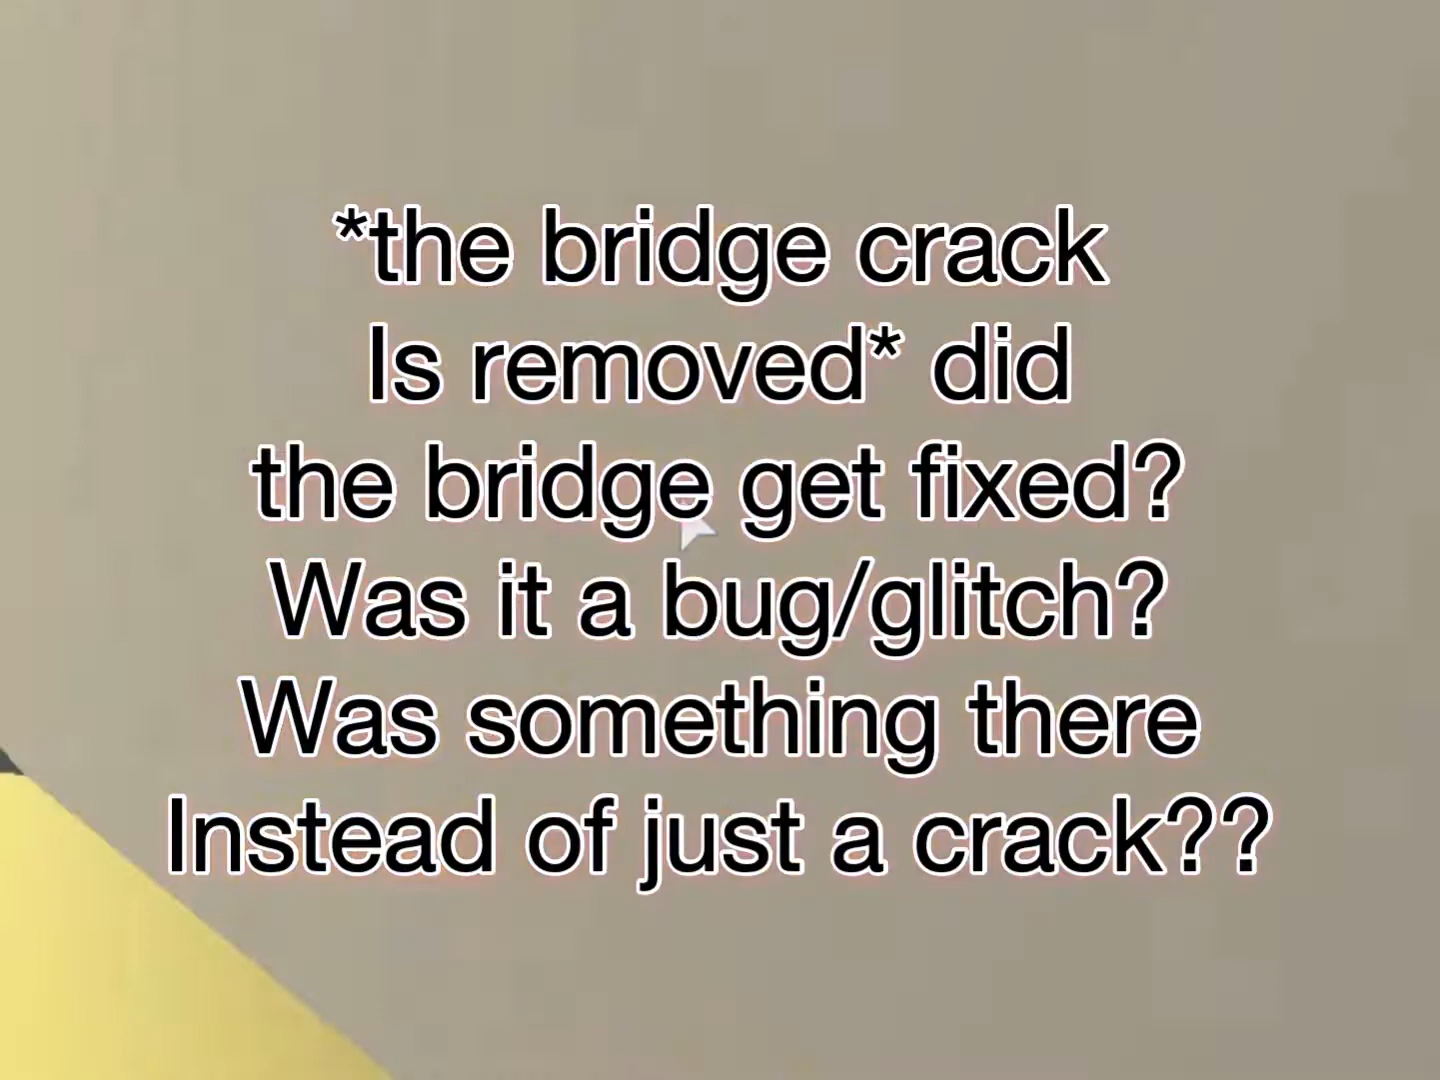 *the bridge crack
Is removed* did
the bridge get fixed?
Was it a bug/glitch?
Was something there
Instead of just a crack??